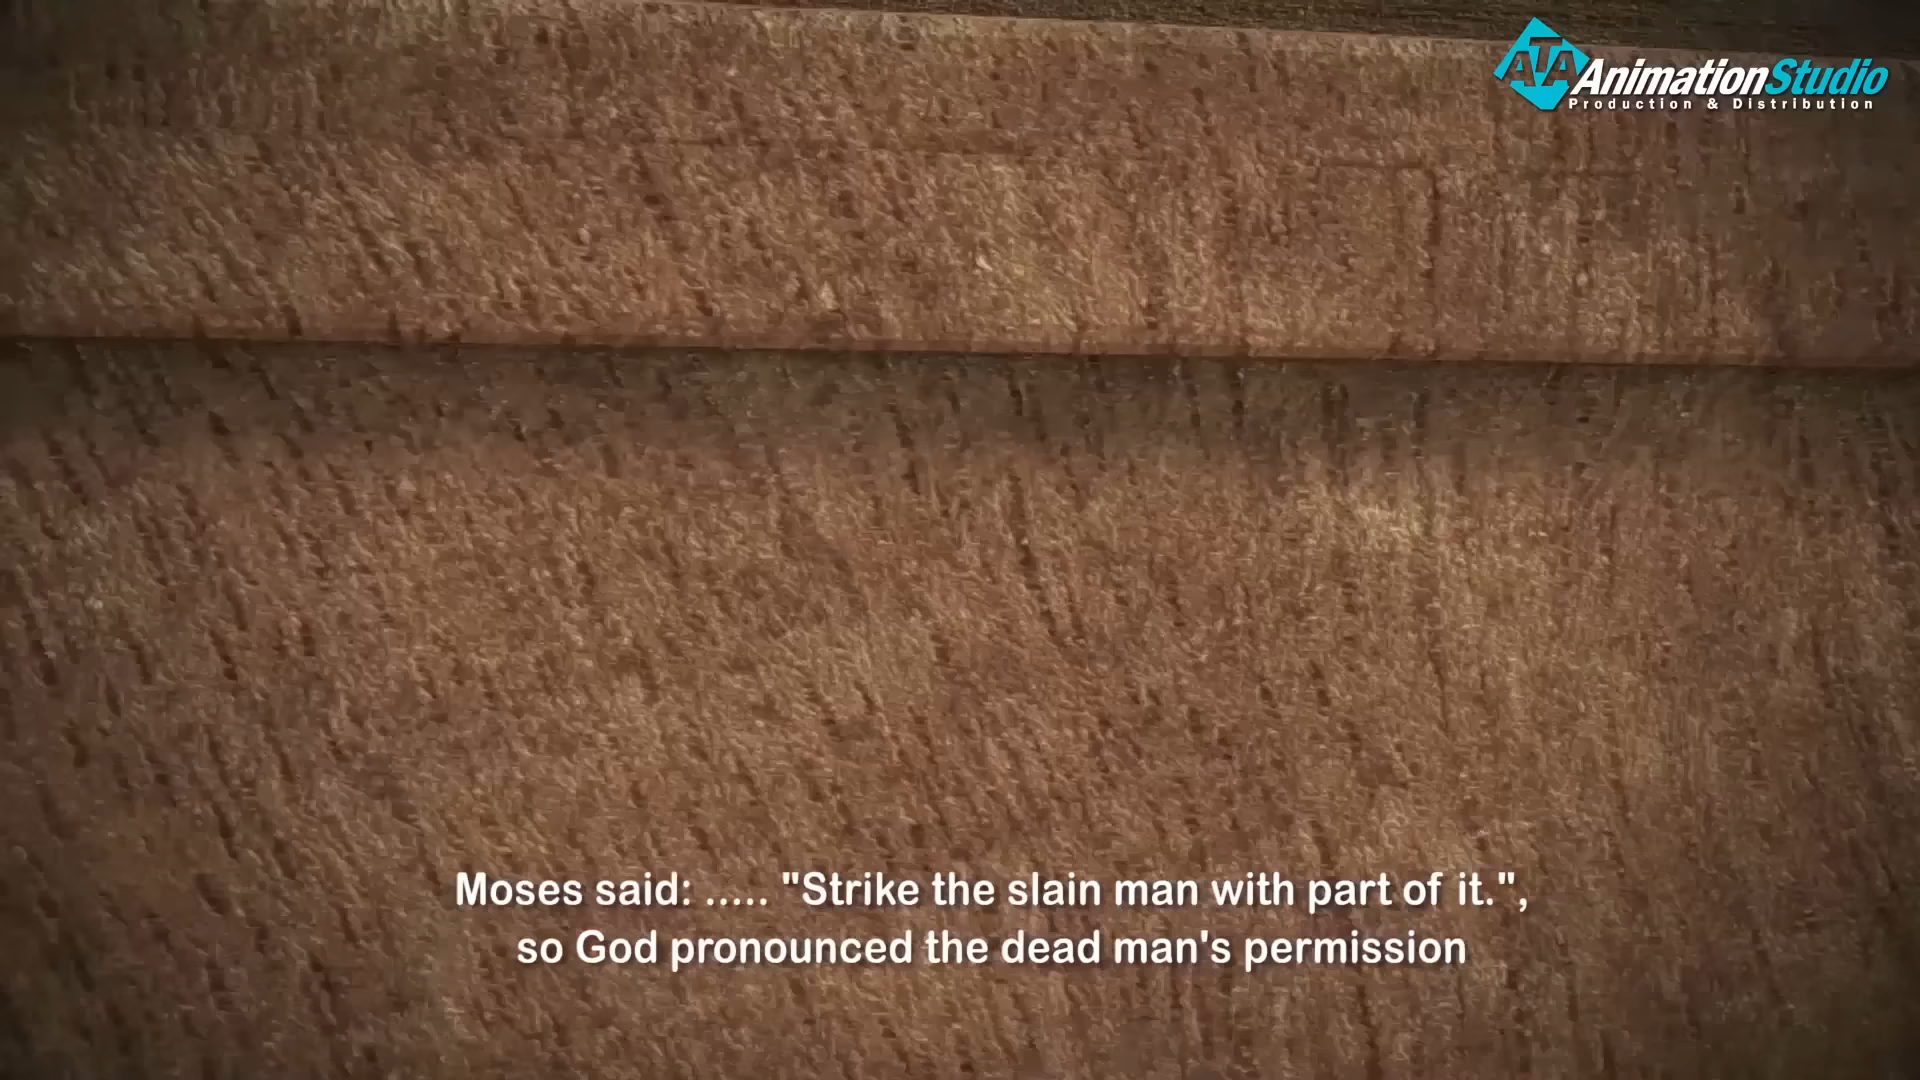 ATA AnimationStudio
Production & Distribution
Moses said: ..... "Strike the slain man with part of it.",
so God pronounced the dead man's permission